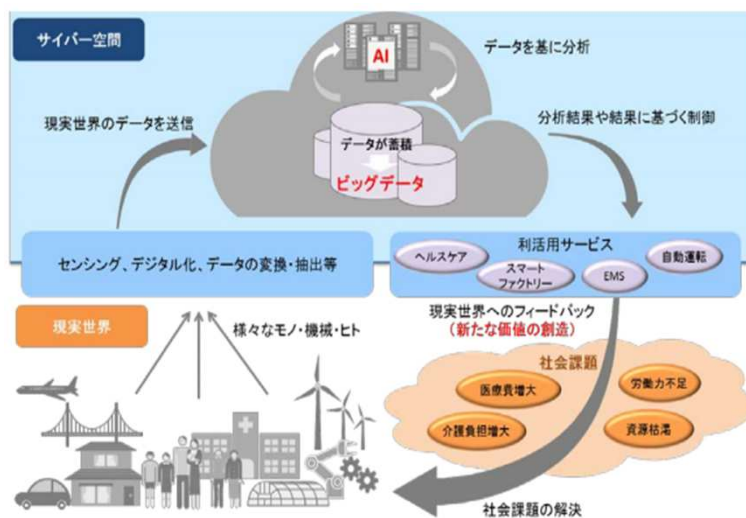 サイバー空間
AI
データを基に分析
現実世界のデータを送信
分析結果や結果に基づく制御
データが蓄積
ビッグデータ
センシング、デジタル化、データの変換・抽出等
利活用サービス
ヘルスケア
スマート
ファクトリー
EMS
自動運転
現実世界
様々なモノ・機械・ヒト
現実世界へのフィードバック
（新たな価値の創造）
社会課題
医療費増大
労働力不足
介護負担増大
資源枯渇
社会課題の解決